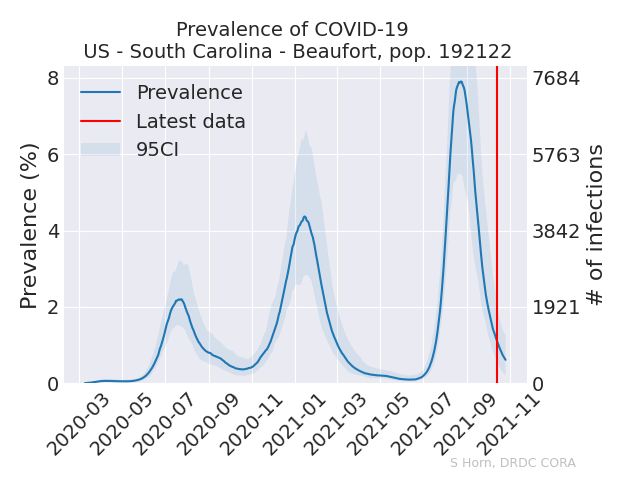 Prevalence of COVID-19
US - South Carolina - Beaufort, pop. 192122
Prevalence (%)
8
6
4
2
0
Prevalence
Latest data
95CI
7684
5763
3842
1921
0
# of infections
2020-03
2020-05
2020-07
2020-09
2020-11
2021-01
2021-03
2021-05
2021-07
2021-09
2021-11
S Horn, DRDC CORA